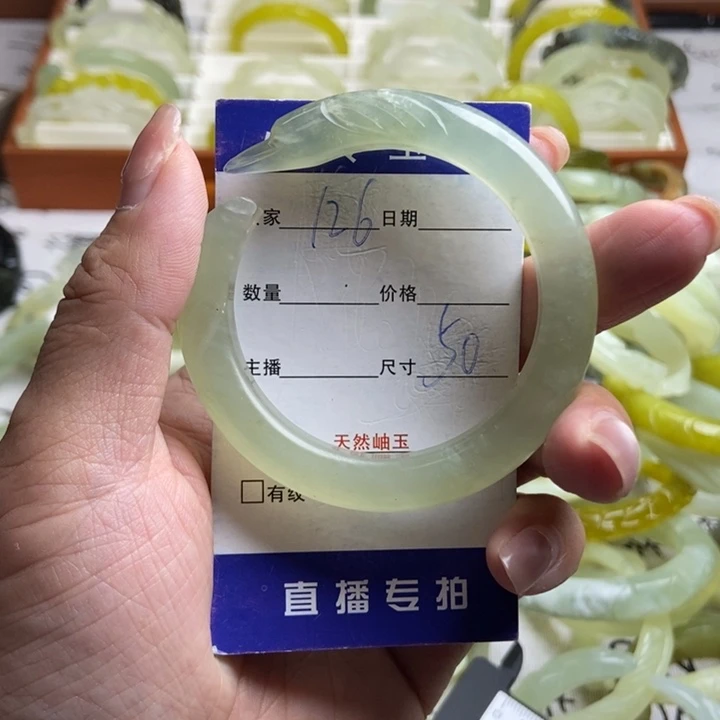 家 126 日期
数量 价格
主播 尺寸 50
天然岫玉
□有纹
直播专拍